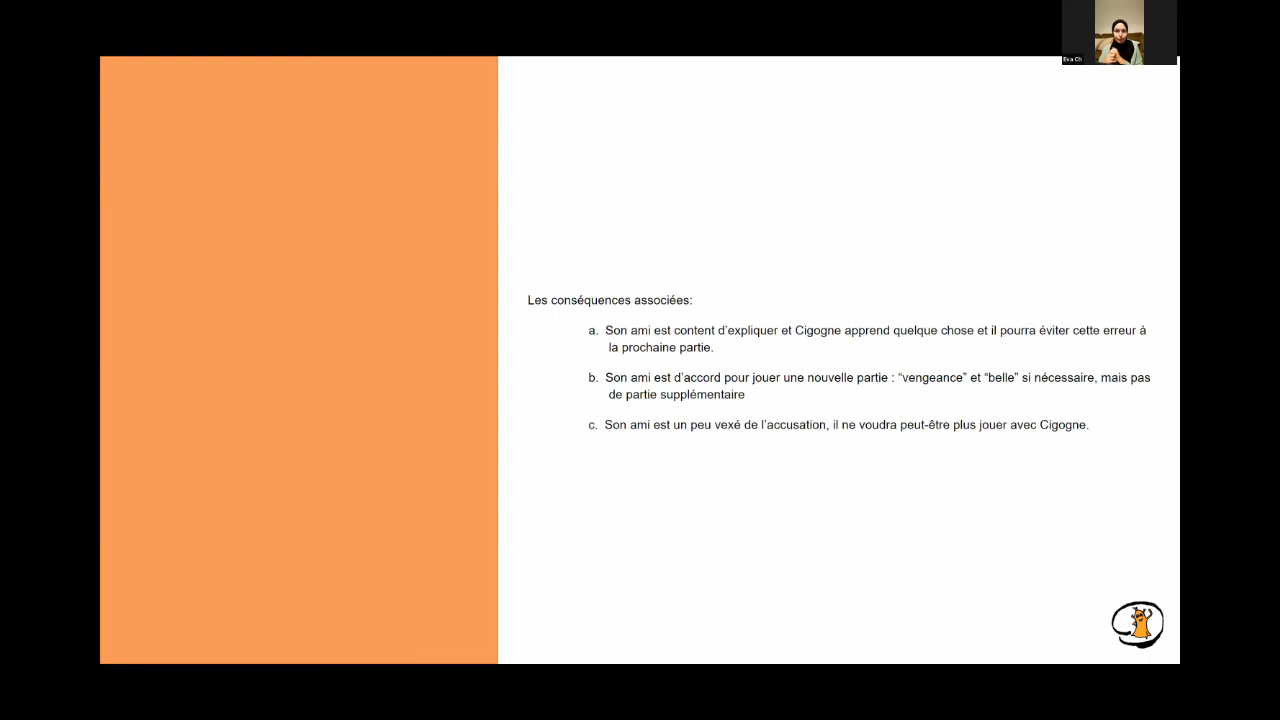 Eva Ch
Les conséquences associées:
a. Son ami est content d’expliquer et Cigogne apprend quelque chose et il pourra éviter cette erreur à
la prochaine partie.
b. Son ami est d’accord pour jouer une nouvelle partie : “vengeance” et “belle” si nécessaire, mais pas
de partie supplémentaire
c. Son ami est un peu vexé de l’accusation, il ne voudra peut-être plus jouer avec Cigogne.